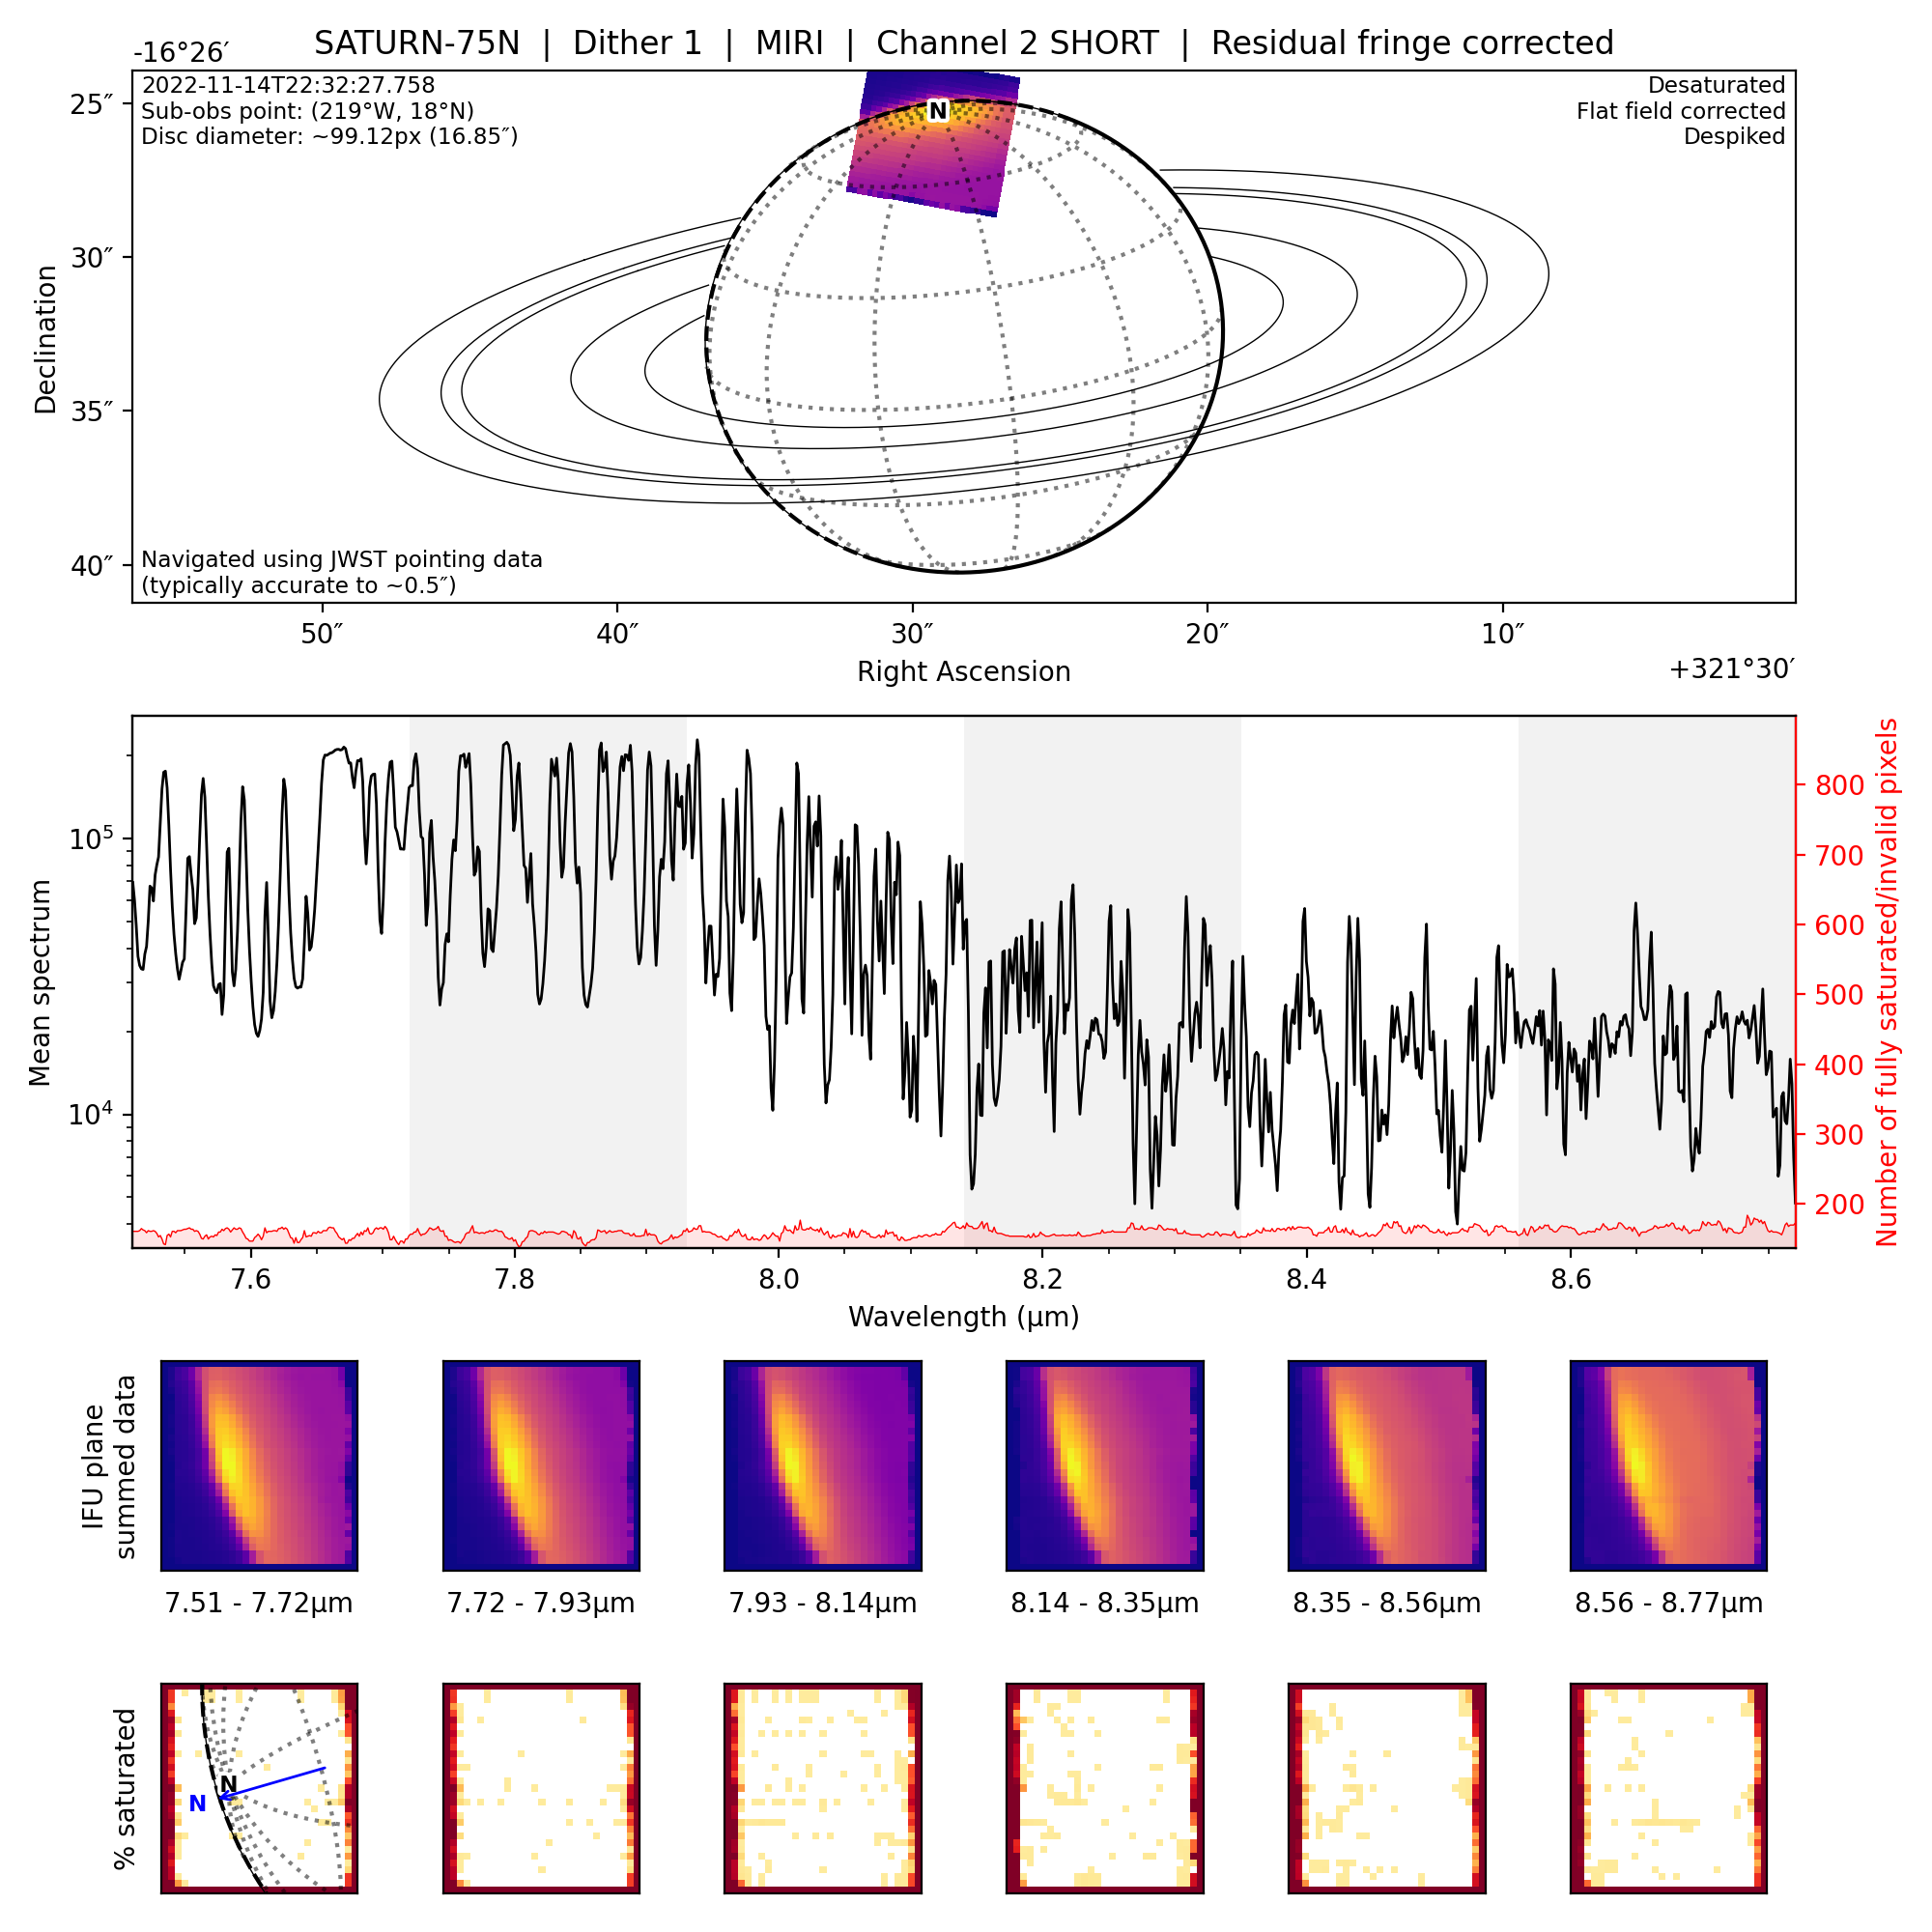 SATURN-75N | Dither 1 | MIRI | Channel 2 SHORT | Residual fringe corrected
-16°26′
2022-11-14T22:32:27.758
Sub-obs point: (219°W, 18°N)
Disc diameter: ~99.12px (16.85″)
Desaturated
Flat field corrected
Despiked
N
25″
30″
35″
40″
Declination
Navigated using JWST pointing data
(typically accurate to ~0.5″)
50″
40″
30″
20″
10″
Right Ascension
+321°30′
Mean spectrum
10⁵
10⁴
Number of fully saturated/invalid pixels
800
700
600
500
400
300
200
7.6
7.8
8.0
8.2
8.4
8.6
Wavelength (µm)
IFU plane
summed data
7.51 - 7.72µm
7.72 - 7.93µm
7.93 - 8.14µm
8.14 - 8.35µm
8.35 - 8.56µm
8.56 - 8.77µm
% saturated
N
N